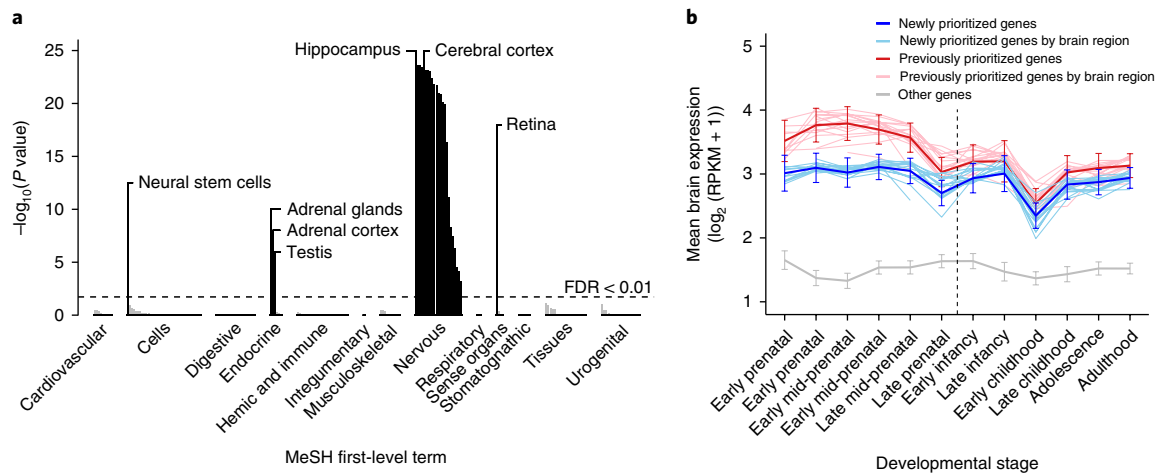 a
–log10(P value)
25
20
15
10
5
0
Hippocampus
Cerebral cortex
Retina
Neural stem cells
Adrenal glands
Adrenal cortex
Testis
FDR < 0.01
Cardiovascular
Cells
Digestive
Endocrine
Hemic and immune
Integumentary
Musculoskeletal
Nervous
Respiratory
Sense organs
Stomatognathic
Tissues
Urogenital
MeSH first-level term
b
Newly prioritized genes
Newly prioritized genes by brain region
Previously prioritized genes
Previously prioritized genes by brain region
Other genes
Mean brain expression
(log2 (RPKM + 1))
5
4
3
2
1
Early prenatal
Early prenatal
Early mid-prenatal
Early mid-prenatal
Late mid-prenatal
Late prenatal
Early infancy
Late infancy
Early childhood
Late childhood
Adolescence
Adulthood
Developmental stage